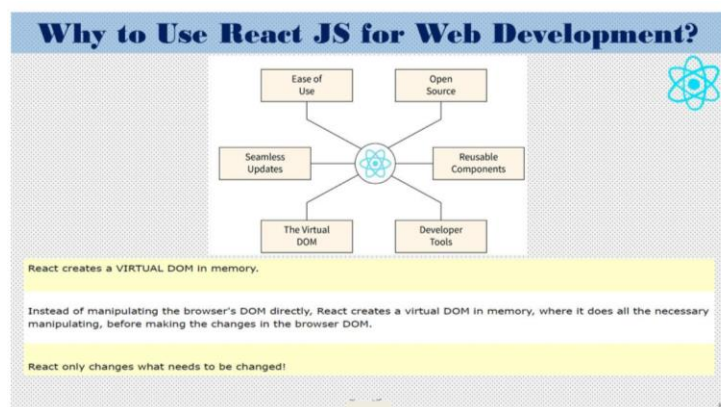 Why to Use React JS for Web Development?
Ease of
Use
Open
Source
Seamless
Updates
Reusable
Components
The Virtual
DOM
Developer
Tools
React creates a VIRTUAL DOM in memory.
Instead of manipulating the browser's DOM directly, React creates a virtual DOM in memory, where it does all the necessary
manipulating, before making the changes in the browser DOM.
React only changes what needs to be changed!